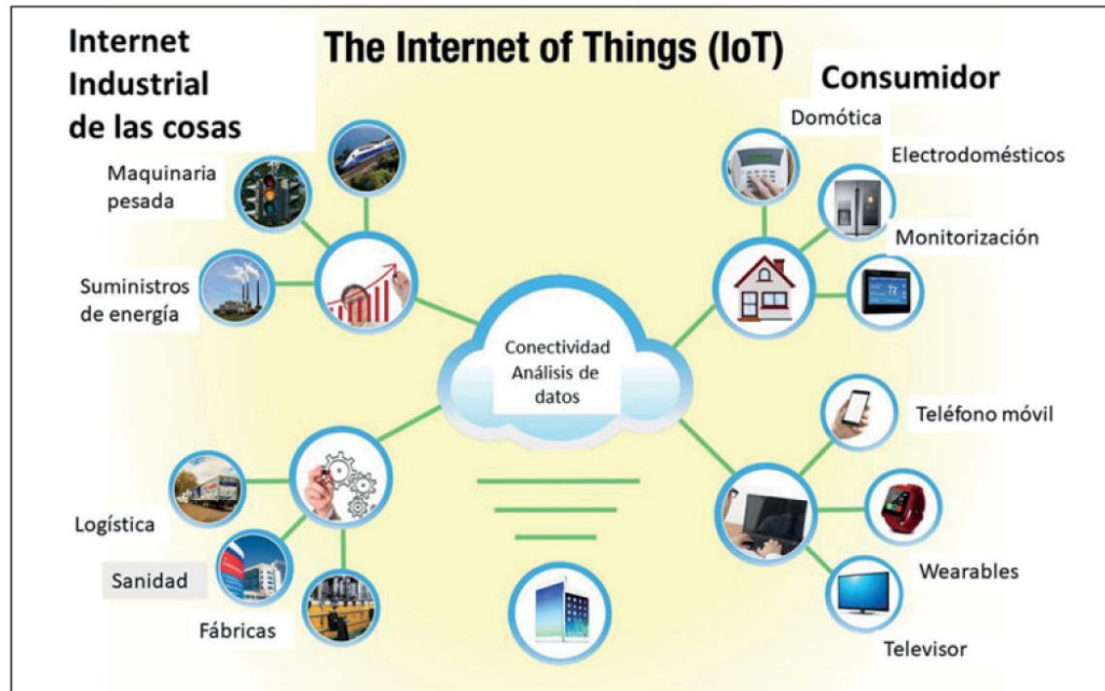 Internet
Industrial
de las cosas
The Internet of Things (IoT)
Consumidor
Maquinaria
pesada
Suministros
de energía
Domótica
Electrodomésticos
Monitorización
Conectividad
Análisis de
datos
Logística
Sanidad
Fábricas
Teléfono móvil
Wearables
Televisor